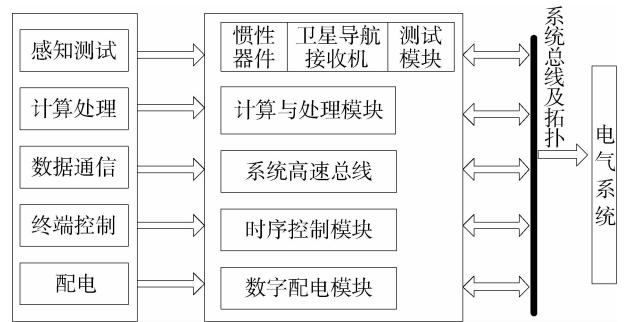 感知测试
计算处理
数据通信
终端控制
配电
惯性
器件
卫星导航
接收机
测试
模块
计算与处理模块
系统高速总线
时序控制模块
数字配电模块
系统总线及拓扑
电气系统